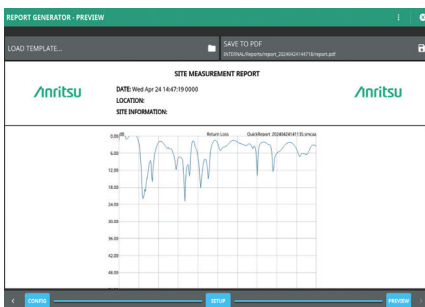 REPORT GENERATOR - PREVIEW
LOAD TEMPLATE...
SAVE TO PDF
INTERNAL/Reports/report_20240424144718/report.pdf
SITE MEASUREMENT REPORT
Anritsu
DATE: Wed Apr 24 14:47:19 0000
LOCATION:
SITE INFORMATION:
Anritsu
0.00 dB Return Loss
6.00
12.00
18.00
24.00
30.00
36.00
42.00
48.00
CONFIG SETUP PREVIEW